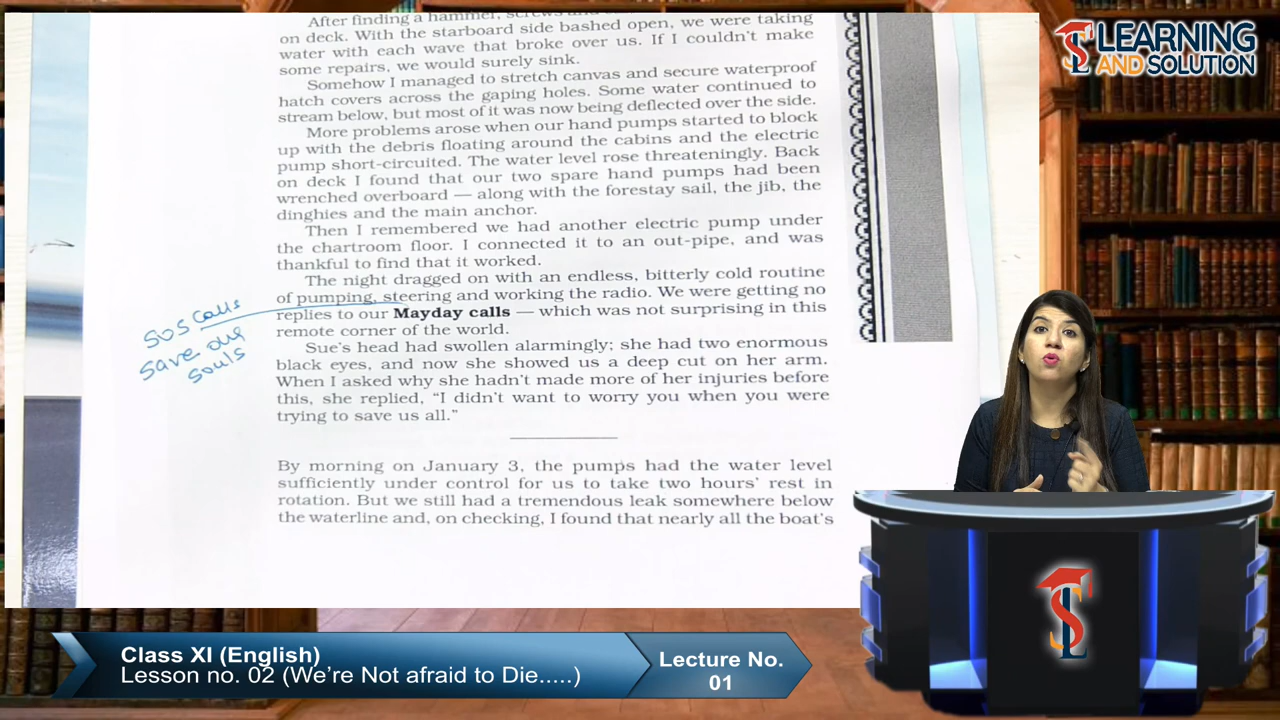 After finding a hammer, screws
on deck. With the starboard side bashed open, we were taking
water with each wave that broke over us. If I couldn't make
some repairs, we would surely sink.
Somehow I managed to stretch canvas and secure waterproof
hatch covers across the gaping holes. Some water continued to
stream below, but most of it was now being deflected over the side.
More problems arose when our hand pumps started to block
up with the debris floating around the cabins and the electric
pump short-circuited. The water level rose threateningly. Back
on deck I found that our two spare hand pumps had been
wrenched overboard — along with the forestay sail, the jib, the
dinghies and the main anchor.
Then I remembered we had another electric pump under
the chartroom floor. I connected it to an out-pipe, and was
thankful to find that it worked.
The night dragged on with an endless, bitterly cold routine
of pumping, steering and working the radio. We were getting no
replies to our Mayday calls — which was not surprising in this
remote corner of the world.
Sue's head had swollen alarmingly; she had two enormous
black eyes, and now she showed us a deep cut on her arm.
When I asked why she hadn't made more of her injuries before
this, she replied, "I didn't want to worry you when you were
trying to save us all."
By morning on January 3, the pumps had the water level
sufficiently under control for us to take two hours' rest in
rotation. But we still had a tremendous leak somewhere below
the waterline and, on checking, I found that nearly all the boat's
SOS calls
save our
souls
LEARNING
AND SOLUTION
Class XI (English)
Lesson no. 02 (We're Not afraid to Die.....)
Lecture No.
01